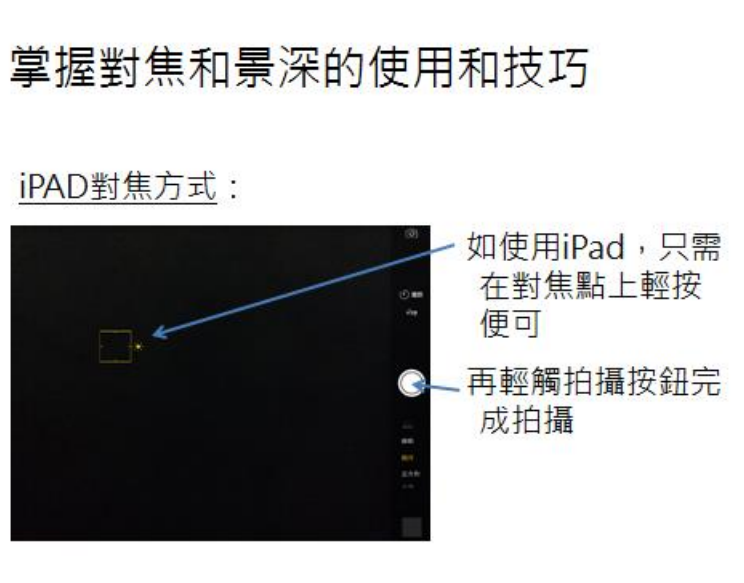 掌握對焦和景深的使用和技巧
iPAD對焦方式：
如使用iPad，只需
在對焦點上輕按
便可
再輕觸拍攝按鈕完
成拍攝